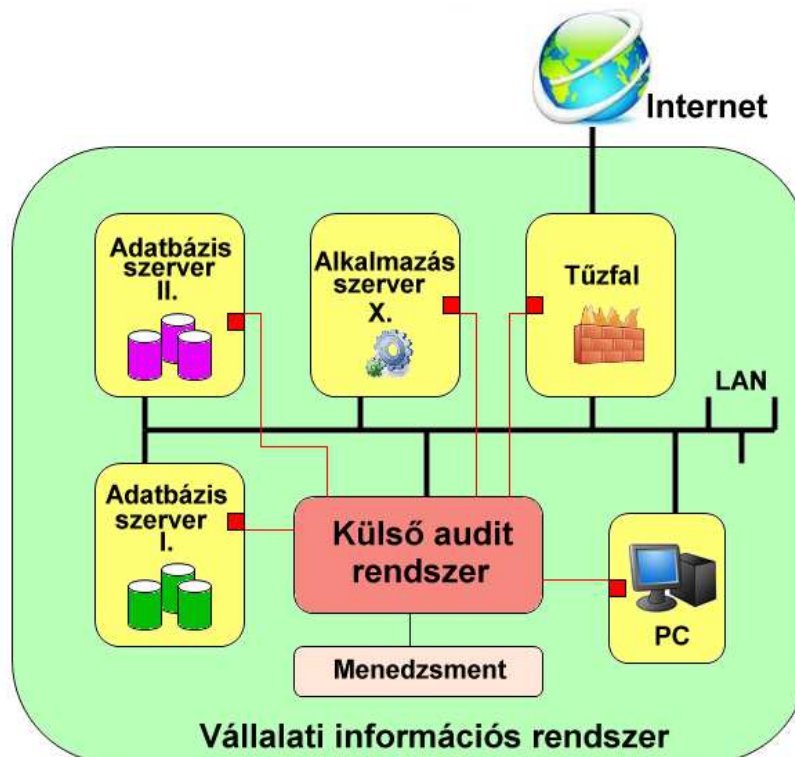 Internet
Adatbázis
szerver
II.
Alkalmazás
szerver
X.
Tűzfal
LAN
Adatbázis
szerver
I.
Külső audit
rendszer
PC
Menedzsment
Vállalati információs rendszer